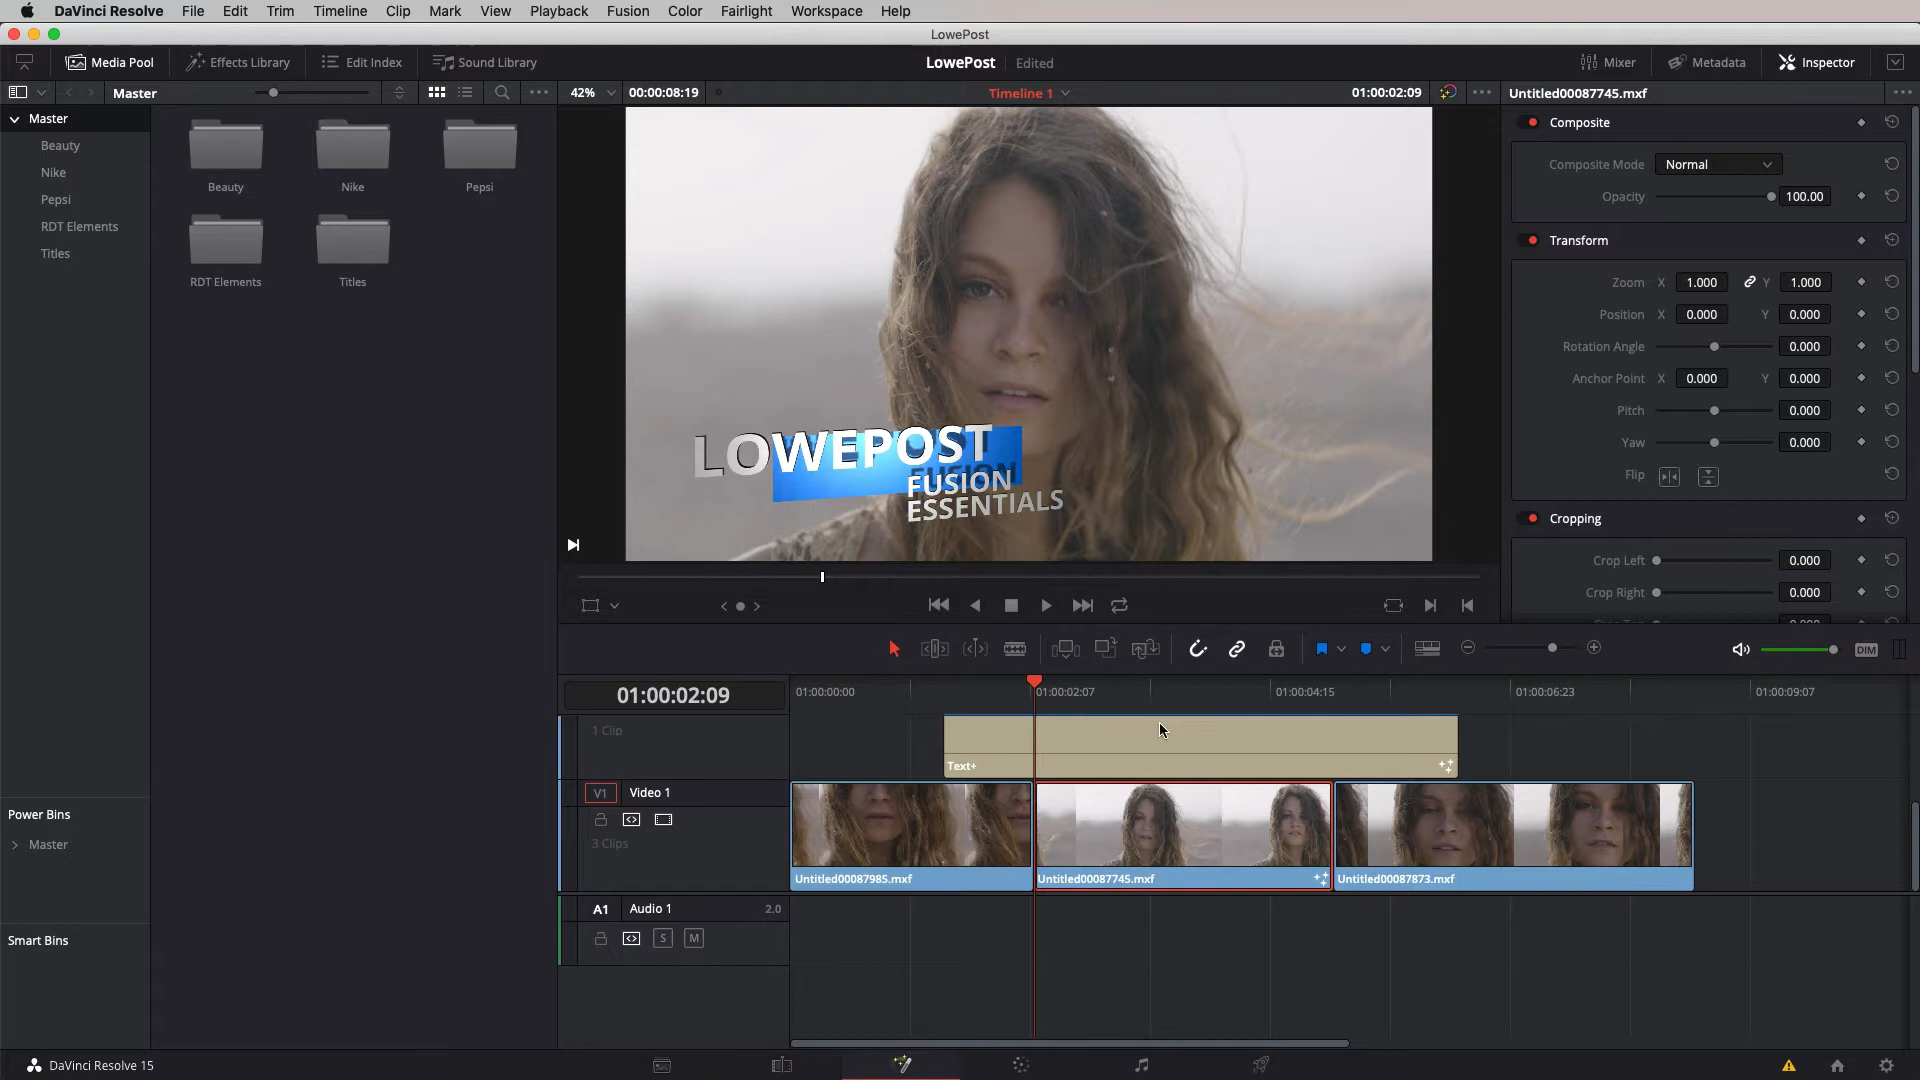 DaVinci Resolve File Edit Trim Timeline Clip Mark View Playback Fusion Color Fairlight Workspace Help
LowePost
Media Pool Effects Library Edit Index Sound Library LowePost Edited Mixer Metadata Inspector
Master 42% 00:00:08:19 Timeline 1 01:00:02:09 Untitled00087745.mxf
Master
Beauty
Nike
Pepsi
RDT Elements
Titles
Beauty Nike Pepsi
RDT Elements Titles
LOWEPOST
FUSION
ESSENTIALS
Composite
Composite Mode Normal
Opacity 100.00
Transform
Zoom X 1.000 Y 1.000
Position X 0.000 Y 0.000
Rotation Angle 0.000
Anchor Point X 0.000 Y 0.000
Pitch 0.000
Yaw 0.000
Flip
Cropping
Crop Left 0.000
Crop Right 0.000
DIM
01:00:02:09 01:00:00:00 01:00:02:07 01:00:04:15 01:00:06:23 01:00:09:07
1 Clip
Text+
V1 Video 1
3 Clips
Untitled00087985.mxf Untitled00087745.mxf Untitled00087873.mxf
A1 Audio 1 2.0
S M
Power Bins
Master
Smart Bins
DaVinci Resolve 15